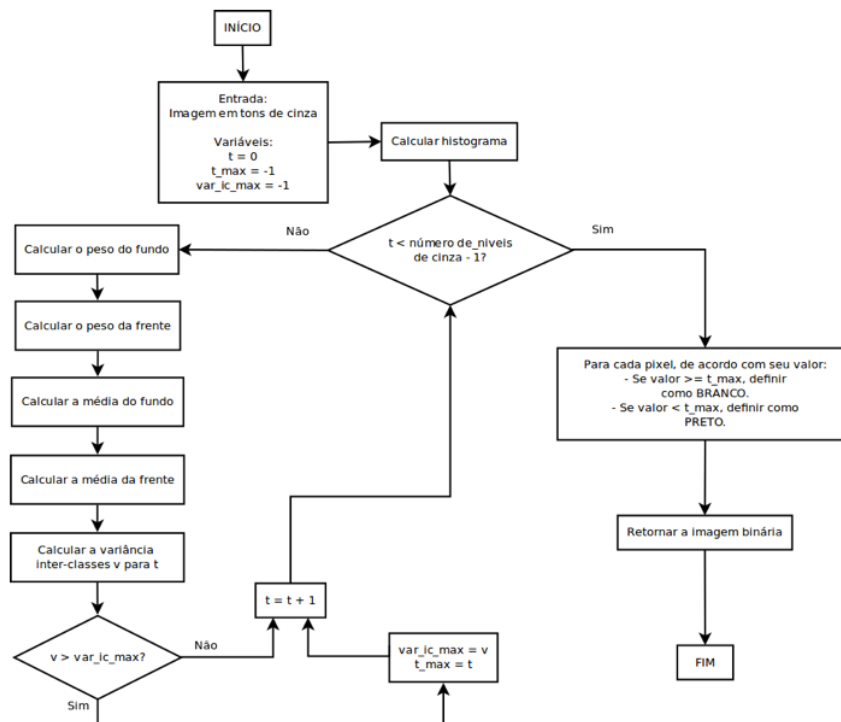 INÍCIO
Entrada:
Imagem em tons de cinza
Variáveis:
t = 0
t_max = -1
var_ic_max = -1
Calcular histograma
t < número de_niveis
de cinza - 1?
Não
Sim
Calcular o peso do fundo
Calcular o peso da frente
Calcular a média do fundo
Calcular a média da frente
Calcular a variância
inter-classes v para t
v > var_ic_max?
Não
Sim
t = t + 1
var_ic_max = v
t_max = t
Para cada pixel, de acordo com seu valor:
- Se valor >= t_max, definir
como BRANCO.
- Se valor < t_max, definir como
PRETO.
Retornar a imagem binária
FIM